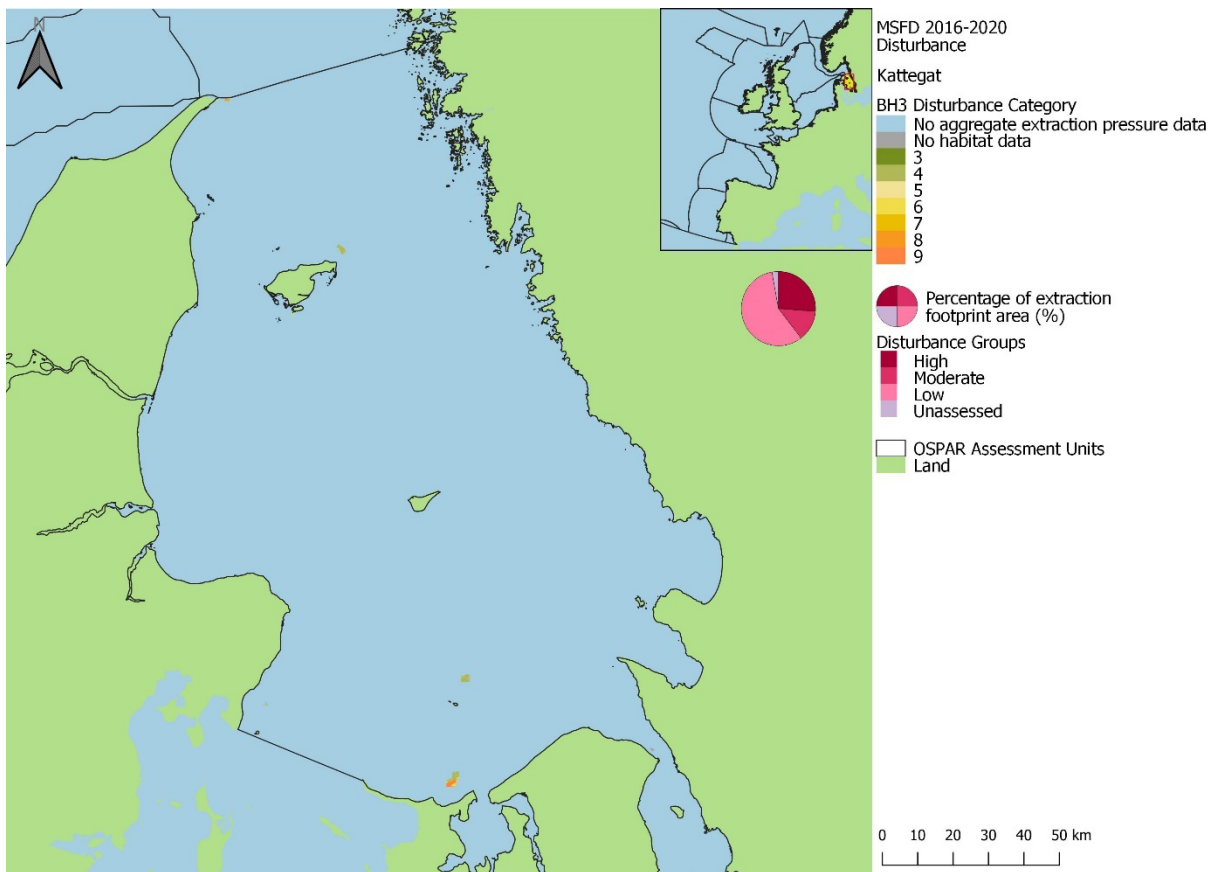 N
MSFD 2016-2020
Disturbance
Kattegat
BH3 Disturbance Category
No aggregate extraction pressure data
No habitat data
3
4
5
6
7
8
9
Percentage of extraction
footprint area (%)
Disturbance Groups
High
Moderate
Low
Unassessed
OSPAR Assessment Units
Land
0 10 20 30 40 50 km